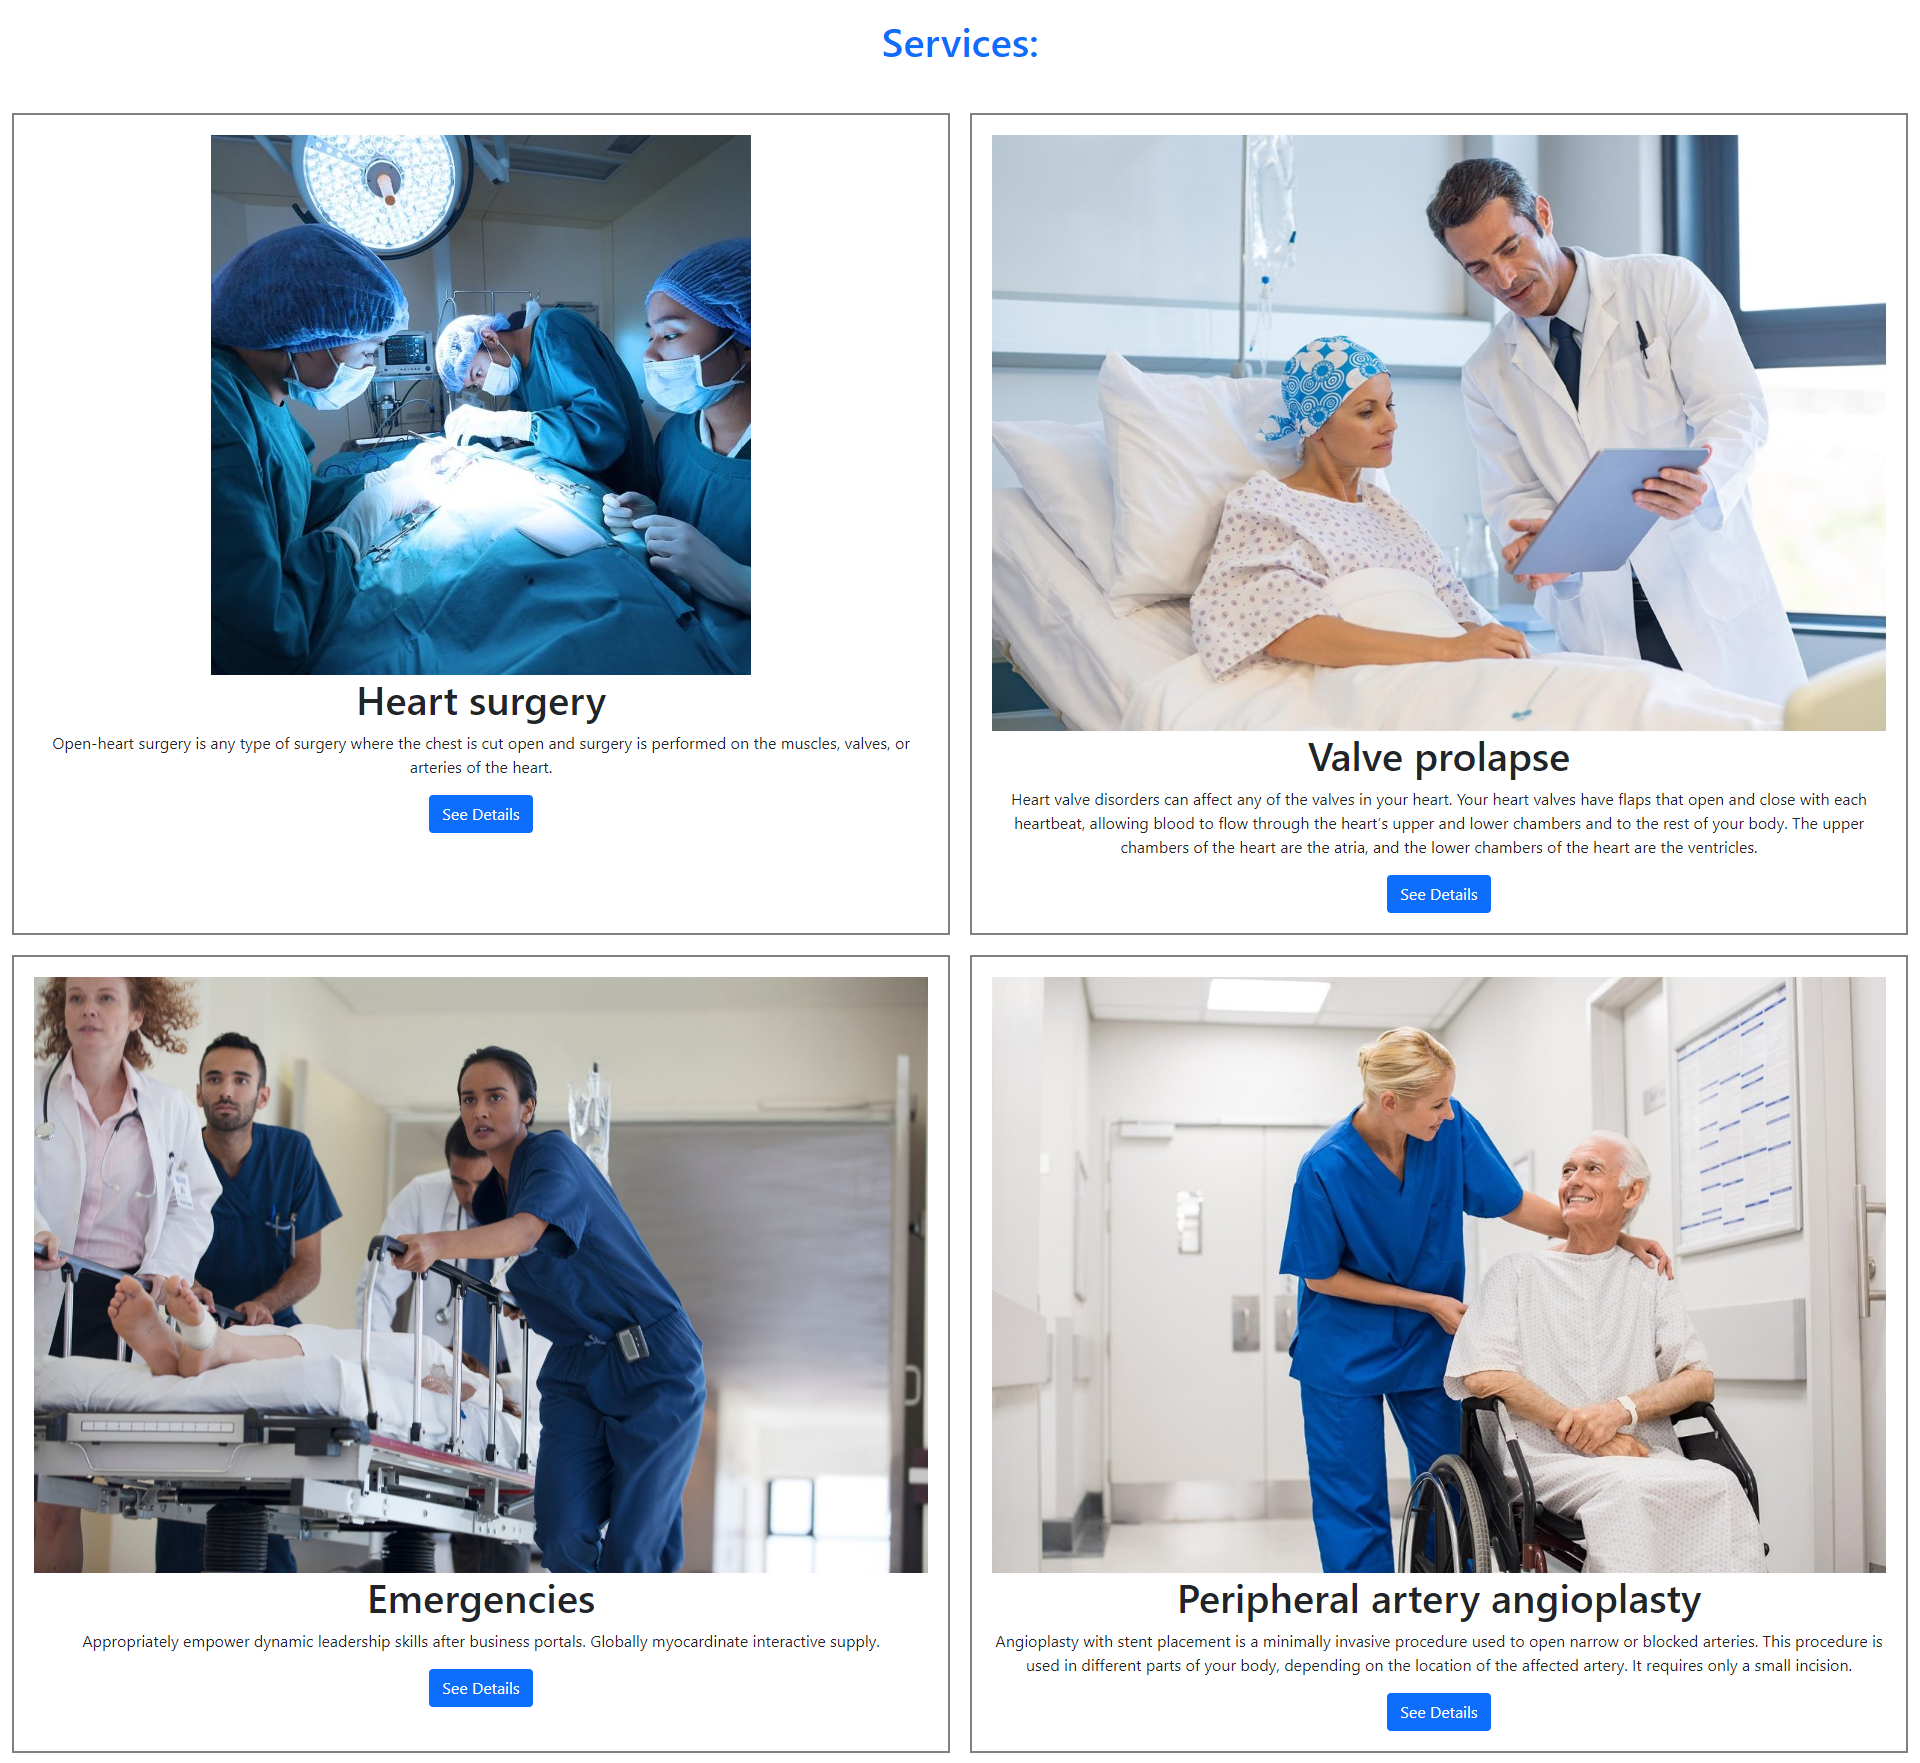 Services:
Heart surgery
Open-heart surgery is any type of surgery where the chest is cut open and surgery is performed on the muscles, valves, or
arteries of the heart.
See Details
Valve prolapse
Heart valve disorders can affect any of the valves in your heart. Your heart valves have flaps that open and close with each
heartbeat, allowing blood to flow through the heart's upper and lower chambers and to the rest of your body. The upper
chambers of the heart are the atria, and the lower chambers of the heart are the ventricles.
See Details
Emergencies
Appropriately empower dynamic leadership skills after business portals. Globally myocardinate interactive supply.
See Details
Peripheral artery angioplasty
Angioplasty with stent placement is a minimally invasive procedure used to open narrow or blocked arteries. This procedure is
used in different parts of your body, depending on the location of the affected artery. It requires only a small incision.
See Details